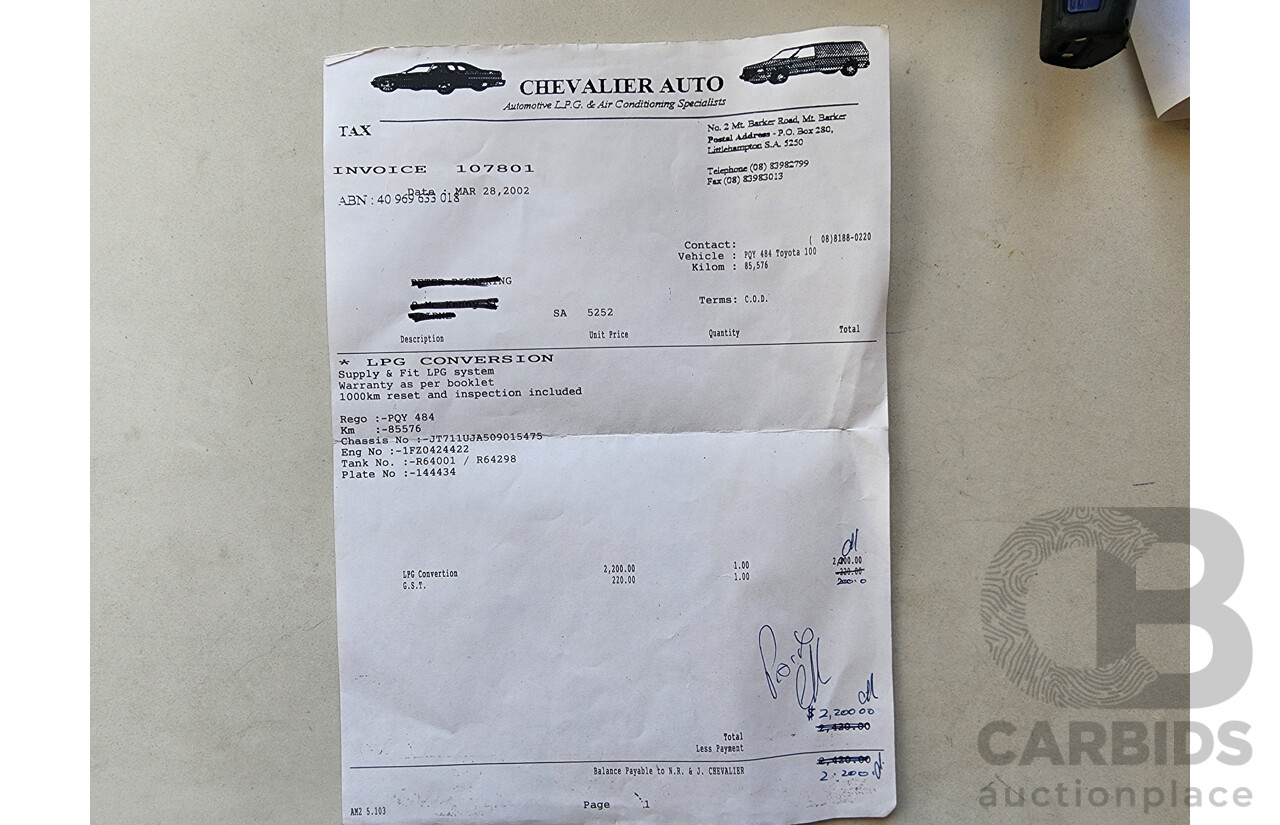 CHEVALIER AUTO
Automotive L.P.G. & Air Conditioning Specialists
TAX
No. 2 Mt. Barker Road, Mt. Barker
Postal Address - P.O. Box 280,
Littlehampton S.A. 5250
INVOICE 107801
Telephone (08) 83982799
Fax (08) 83983013
Date : MAR 28,2002
ABN : 40 969 633 018
Contact: ( 08)8188-0220
Vehicle : PQY 484 Toyota 100
Kilom : 85,576
Terms: C.O.D.
SA 5252
Description Unit Price Quantity Total
* LPG CONVERSION
Supply & Fit LPG system
Warranty as per booklet
1000km reset and inspection included
Rego :-PQY 484
Km :-85576
Chassis No :-JT711UJA509015475
Eng No :-1FZ0424422
Tank No. :-R64001 / R64298
Plate No :-144434
LPG Convertion 2,200.00 1.00
G.S.T. 220.00 1.00 220.00
200.0
Paid
$ 2,200.00
2,420.00
Total
Less Payment
2,420.00
Balance Payable to N.R. & J. CHEVALIER
2.200.
Page 1
AM2 5.103
CB
CARBIDS
auctionplace